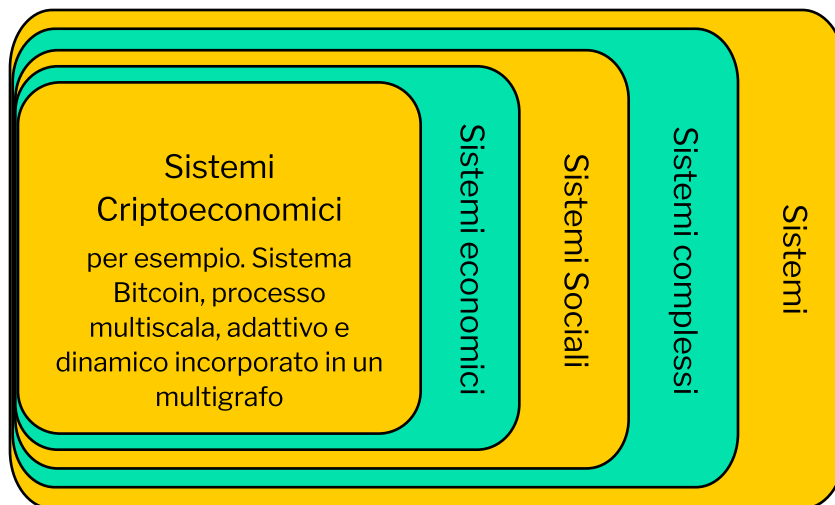 Sistemi
Criptoeconomici
per esempio. Sistema
Bitcoin, processo
multiscala, adattivo e
dinamico incorporato in un
multigrafo
Sistemi economici
Sistemi Sociali
Sistemi complessi
Sistemi